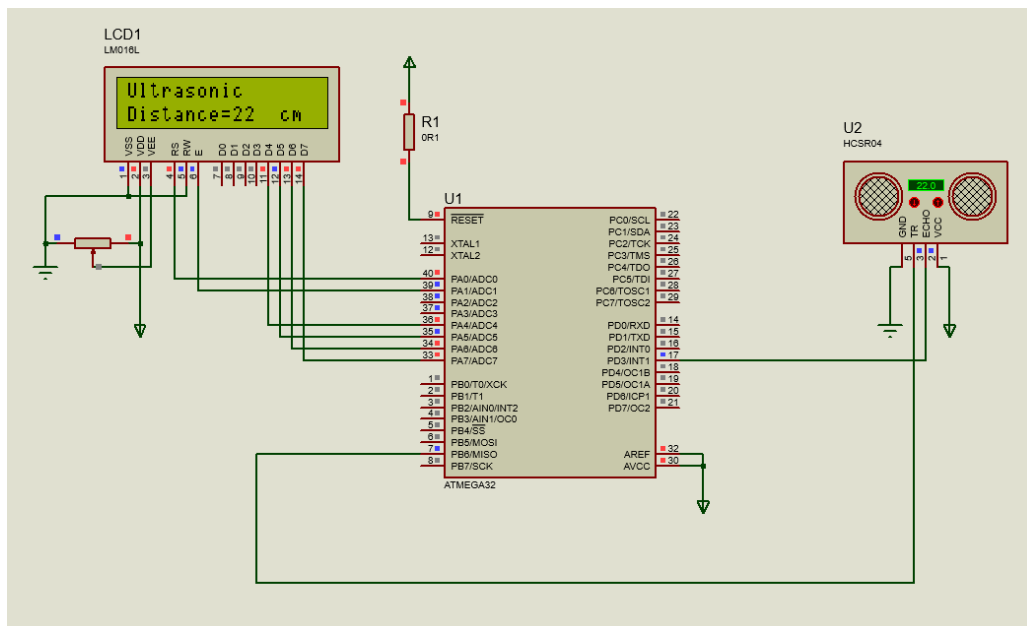 LCD1
LM016L
Ultrasonic
Distance=22 cm
VSS
VDD
VEE
RS
RW
E
D0
D1
D2
D3
D4
D5
D6
D7
1
2
3
4
5
6
7
8
9
10
11
12
13
14
R1
0R1
U2
HCSR04
22.0
GND
TR
ECHO
VCC
5
3
2
1
U1
9 RESET
13 XTAL1
12 XTAL2
40 PA0/ADC0
39 PA1/ADC1
38 PA2/ADC2
37 PA3/ADC3
36 PA4/ADC4
35 PA5/ADC5
34 PA6/ADC6
33 PA7/ADC7
1 PB0/T0/XCK
2 PB1/T1
3 PB2/AIN0/INT2
4 PB3/AIN1/OC0
5 PB4/SS
6 PB5/MOSI
7 PB6/MISO
8 PB7/SCK
PC0/SCL 22
PC1/SDA 23
PC2/TCK 24
PC3/TMS 25
PC4/TDO 26
PC5/TDI 27
PC6/TOSC1 28
PC7/TOSC2 29
PD0/RXD 14
PD1/TXD 15
PD2/INT0 16
PD3/INT1 17
PD4/OC1B 18
PD5/OC1A 19
PD6/ICP1 20
PD7/OC2 21
AREF 32
AVCC 30
ATMEGA32